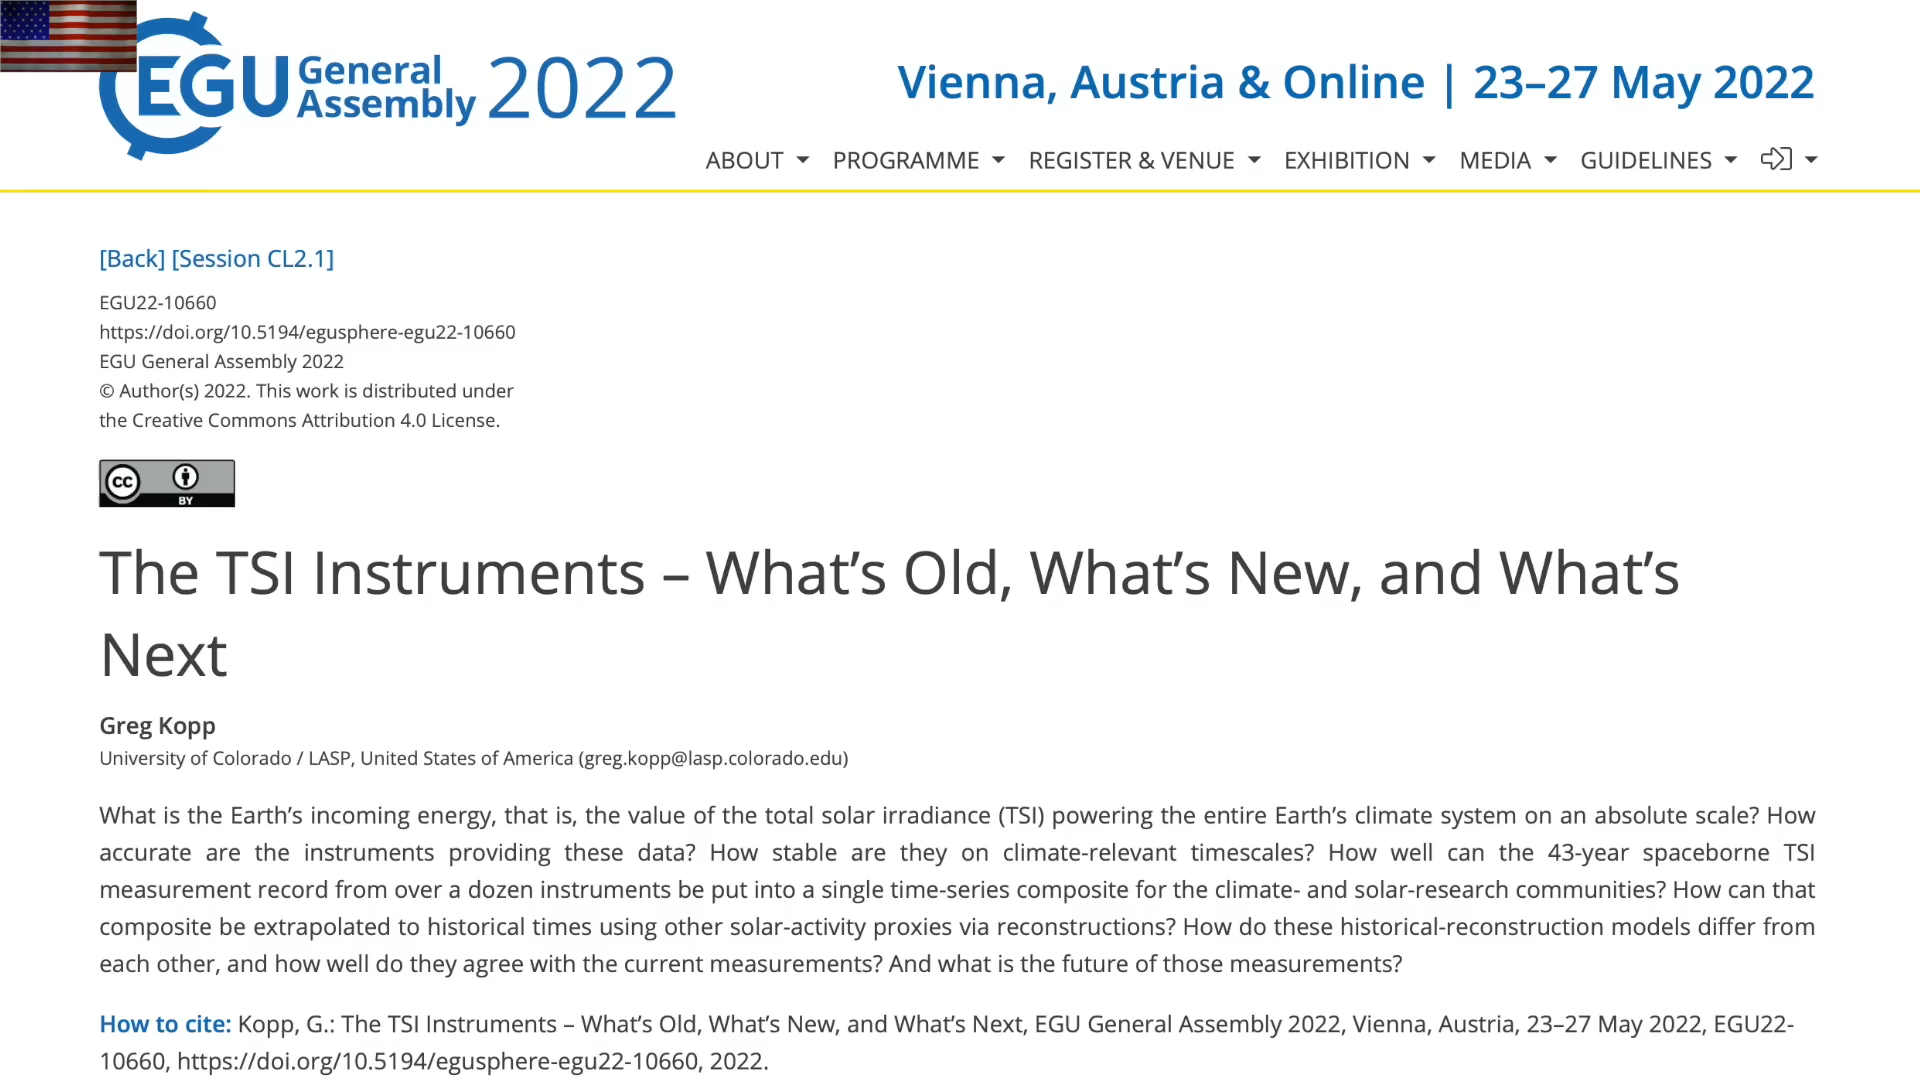 EGU General Assembly 2022
Vienna, Austria & Online | 23–27 May 2022
ABOUT PROGRAMME REGISTER & VENUE EXHIBITION MEDIA GUIDELINES
[Back] [Session CL2.1]
EGU22-10660
https://doi.org/10.5194/egusphere-egu22-10660
EGU General Assembly 2022
© Author(s) 2022. This work is distributed under
the Creative Commons Attribution 4.0 License.
cc BY
The TSI Instruments – What’s Old, What’s New, and What’s
Next
Greg Kopp
University of Colorado / LASP, United States of America (greg.kopp@lasp.colorado.edu)
What is the Earth’s incoming energy, that is, the value of the total solar irradiance (TSI) powering the entire Earth’s climate system on an absolute scale? How
accurate are the instruments providing these data? How stable are they on climate-relevant timescales? How well can the 43-year spaceborne TSI
measurement record from over a dozen instruments be put into a single time-series composite for the climate- and solar-research communities? How can that
composite be extrapolated to historical times using other solar-activity proxies via reconstructions? How do these historical-reconstruction models differ from
each other, and how well do they agree with the current measurements? And what is the future of those measurements?
How to cite: Kopp, G.: The TSI Instruments – What’s Old, What’s New, and What’s Next, EGU General Assembly 2022, Vienna, Austria, 23–27 May 2022, EGU22-
10660, https://doi.org/10.5194/egusphere-egu22-10660, 2022.